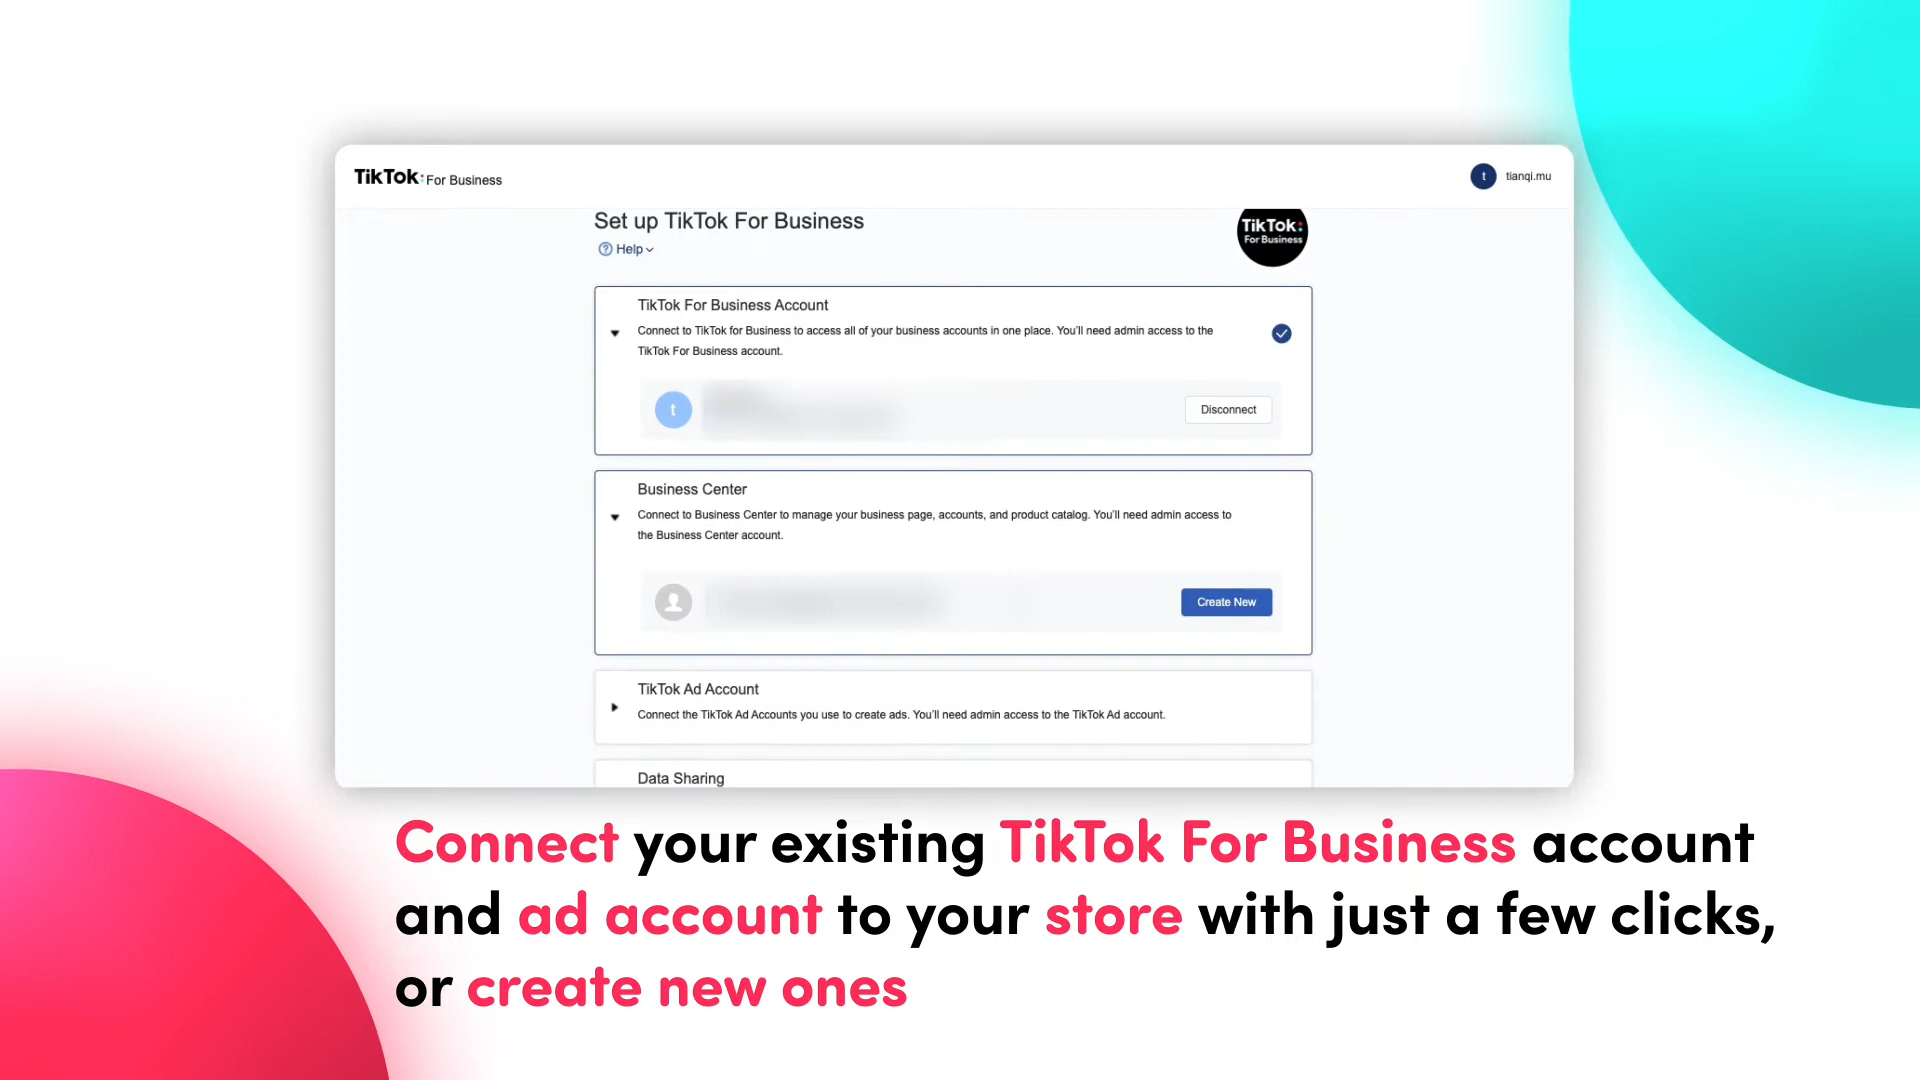 TikTok: For Business
t tianqi.mu
Set up TikTok For Business
TikTok:
For Business
? Help
TikTok For Business Account
Connect to TikTok for Business to access all of your business accounts in one place. You'll need admin access to the
TikTok For Business account.
t
Disconnect
Business Center
Connect to Business Center to manage your business page, accounts, and product catalog. You'll need admin access to
the Business Center account.
Create New
TikTok Ad Account
Connect the TikTok Ad Accounts you use to create ads. You'll need admin access to the TikTok Ad account.
Data Sharing
Connect your existing TikTok For Business account
and ad account to your store with just a few clicks,
or create new ones